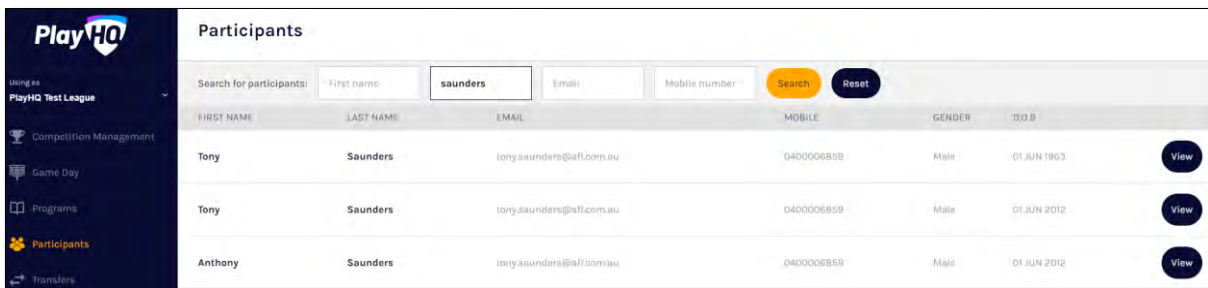 PlayHQ
Participants
Using as
PlayHQ Test League
Search for participants: First name saunders Email Mobile number Search Reset
FIRST NAME LAST NAME EMAIL MOBILE GENDER D.O.B
Competition Management
Tony Saunders tony.saunders@afl.com.au 0400006859 Male 01 JUN 1963 View
Game Day
Programs
Tony Saunders tony.saunders@afl.com.au 0400006859 Male 01 JUN 2012 View
Participants
Anthony Saunders tony.saunders@afl.com.au 0400006859 Male 01 JUN 2012 View
Transfers